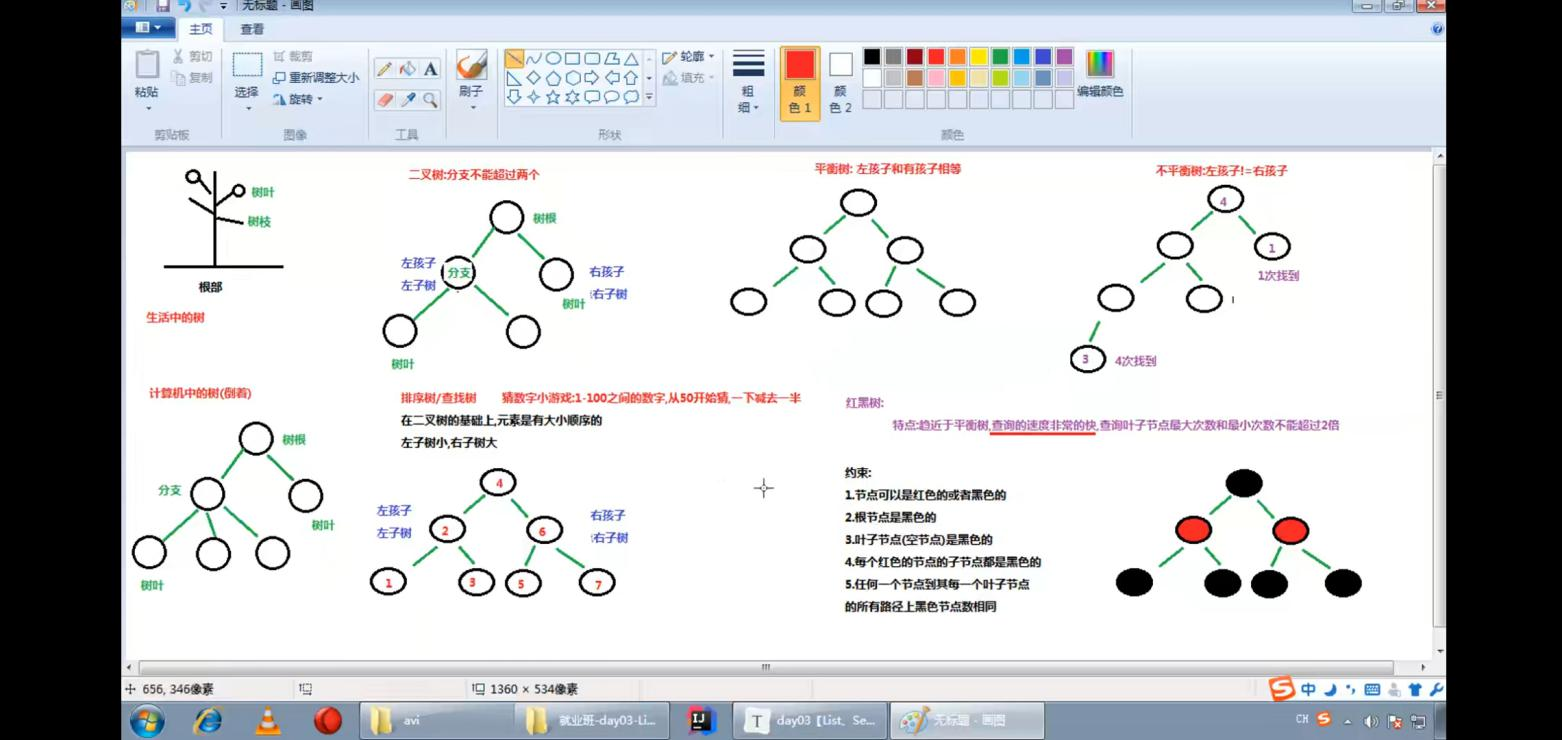 无标题 - 画图
主页
查看
粘贴
剪切
复制
剪贴板
选择
裁剪
重新调整大小
旋转
图像
A
工具
刷子
形状
轮廓
填充
粗
细
颜
色 1
颜
色 2
编辑颜色
颜色
树叶
树枝
根部
生活中的树
二叉树:分支不能超过两个
树根
左孩子
左子树
分支
右孩子
右子树
树叶
树叶
平衡树: 左孩子和有孩子相等
不平衡树:左孩子!=右孩子
4
1
1次找到
3
4次找到
计算机中的树(倒着)
树根
分支
树叶
树叶
排序树/查找树
猜数字小游戏:1-100之间的数字,从50开始猜,一下减去一半
在二叉树的基础上,元素是有大小顺序的
左子树小,右子树大
4
左孩子
左子树
2
6
右孩子
右子树
1
3
5
7
红黑树:
特点:趋近于平衡树,查询的速度非常的快,查询叶子节点最大次数和最小次数不能超过2倍
约束:
1.节点可以是红色的或者黑色的
2.根节点是黑色的
3.叶子节点(空节点)是黑色的
4.每个红色的节点的子节点都是黑色的
5.任何一个节点到其每一个叶子节点
的所有路径上黑色节点数相同
656, 346像素
1360 × 534像素
S 中
avi
就业班-day03-Li...
IJ
T day03【List、Se...
无标题 - 画图
CH S